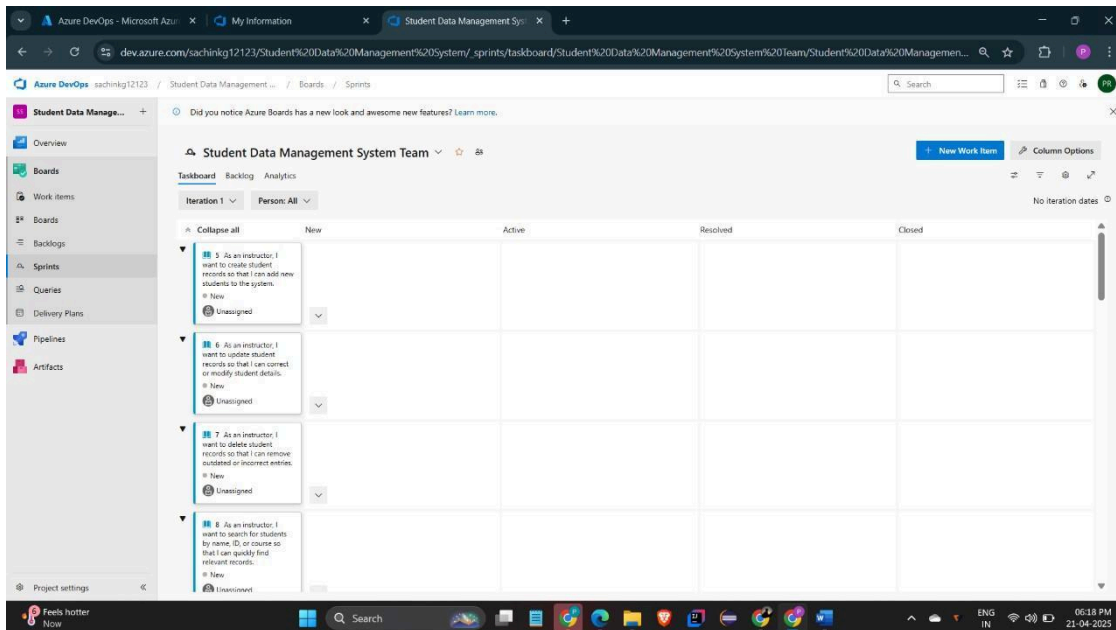 Azure DevOps - Microsoft Azu
My Information
Student Data Management Sys
dev.azure.com/sachinkg12123/Student%20Data%20Management%20System/_sprints/taskboard/Student%20Data%20Management%20System%20Team/Student%20Data%20Managemen...
P
Azure DevOps sachinkg12123 / Student Data Management ... / Boards / Sprints
Search
PR
Student Data Manage... +
Did you notice Azure Boards has a new look and awesome new features? Learn more.
Overview
Boards
Work items
Boards
Backlogs
Sprints
Queries
Delivery Plans
Pipelines
Artifacts
Project settings
Student Data Management System Team
+ New Work Item
Column Options
Taskboard Backlog Analytics
Iteration 1
Person: All
No iteration dates
Collapse all New Active Resolved Closed
5 As an instructor, I
want to create student
records so that I can add new
students to the system.
New
Unassigned
6 As an instructor, I
want to update student
records so that I can correct
or modify student details.
New
Unassigned
7 As an instructor, I
want to delete student
records so that I can remove
outdated or incorrect entries.
New
Unassigned
8 As an instructor, I
want to search for students
by name, ID, or course so
that I can quickly find
relevant records.
New
Unassigned
6
Feels hotter
Now
Search
ENG
IN
06:18 PM
21-04-2025